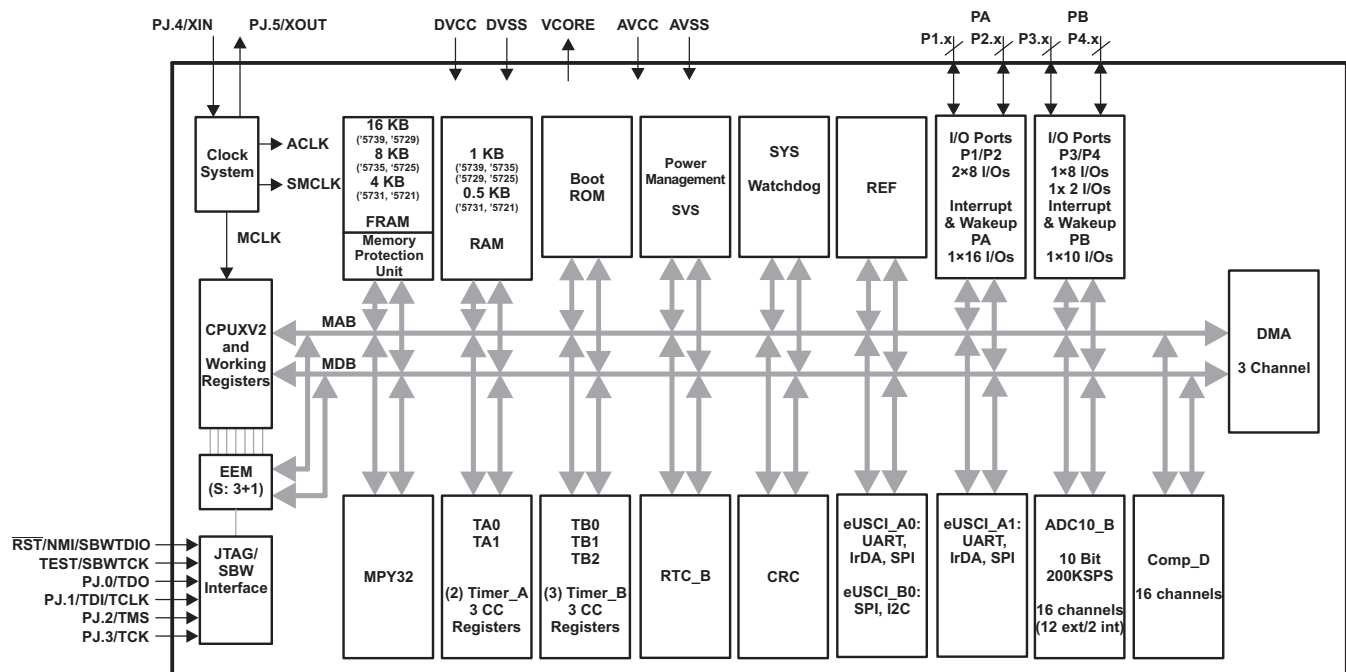 PJ.4/XIN
PJ.5/XOUT
DVCC
DVSS
VCORE
AVCC
AVSS
PA
P1.x
P2.x
PB
P3.x
P4.x
Clock
System
ACLK
SMCLK
MCLK
16 KB
('5739, '5729)
8 KB
('5735, '5725)
4 KB
('5731, '5721)
FRAM
Memory
Protection
Unit
1 KB
('5739, '5735)
('5729, '5725)
0.5 KB
('5731, '5721)
RAM
Boot
ROM
Power
Management
SVS
SYS
Watchdog
REF
I/O Ports
P1/P2
2×8 I/Os
Interrupt
& Wakeup
PA
1×16 I/Os
I/O Ports
P3/P4
1×8 I/Os
1x 2 I/Os
Interrupt
& Wakeup
PB
1×10 I/Os
CPUXV2
and
Working
Registers
MAB
MDB
DMA
3 Channel
EEM
(S: 3+1)
RST/NMI/SBWTDIO
TEST/SBWTCK
PJ.0/TDO
PJ.1/TDI/TCLK
PJ.2/TMS
PJ.3/TCK
JTAG/
SBW
Interface
MPY32
TA0
TA1
(2) Timer_A
3 CC
Registers
TB0
TB1
TB2
(3) Timer_B
3 CC
Registers
RTC_B
CRC
eUSCI_A0:
UART,
IrDA, SPI
eUSCI_B0:
SPI, I2C
eUSCI_A1:
UART,
IrDA, SPI
ADC10_B
10 Bit
200KSPS
16 channels
(12 ext/2 int)
Comp_D
16 channels